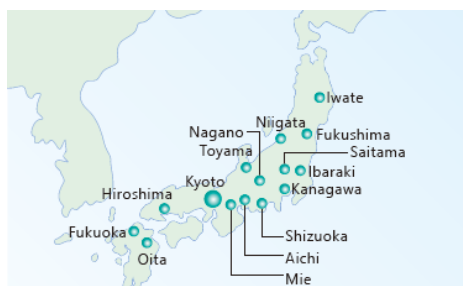 Iwate
Niigata
Nagano
Fukushima
Toyama
Saitama
Kyoto
Ibaraki
Hiroshima
Kanagawa
Fukuoka
Shizuoka
Oita
Aichi
Mie